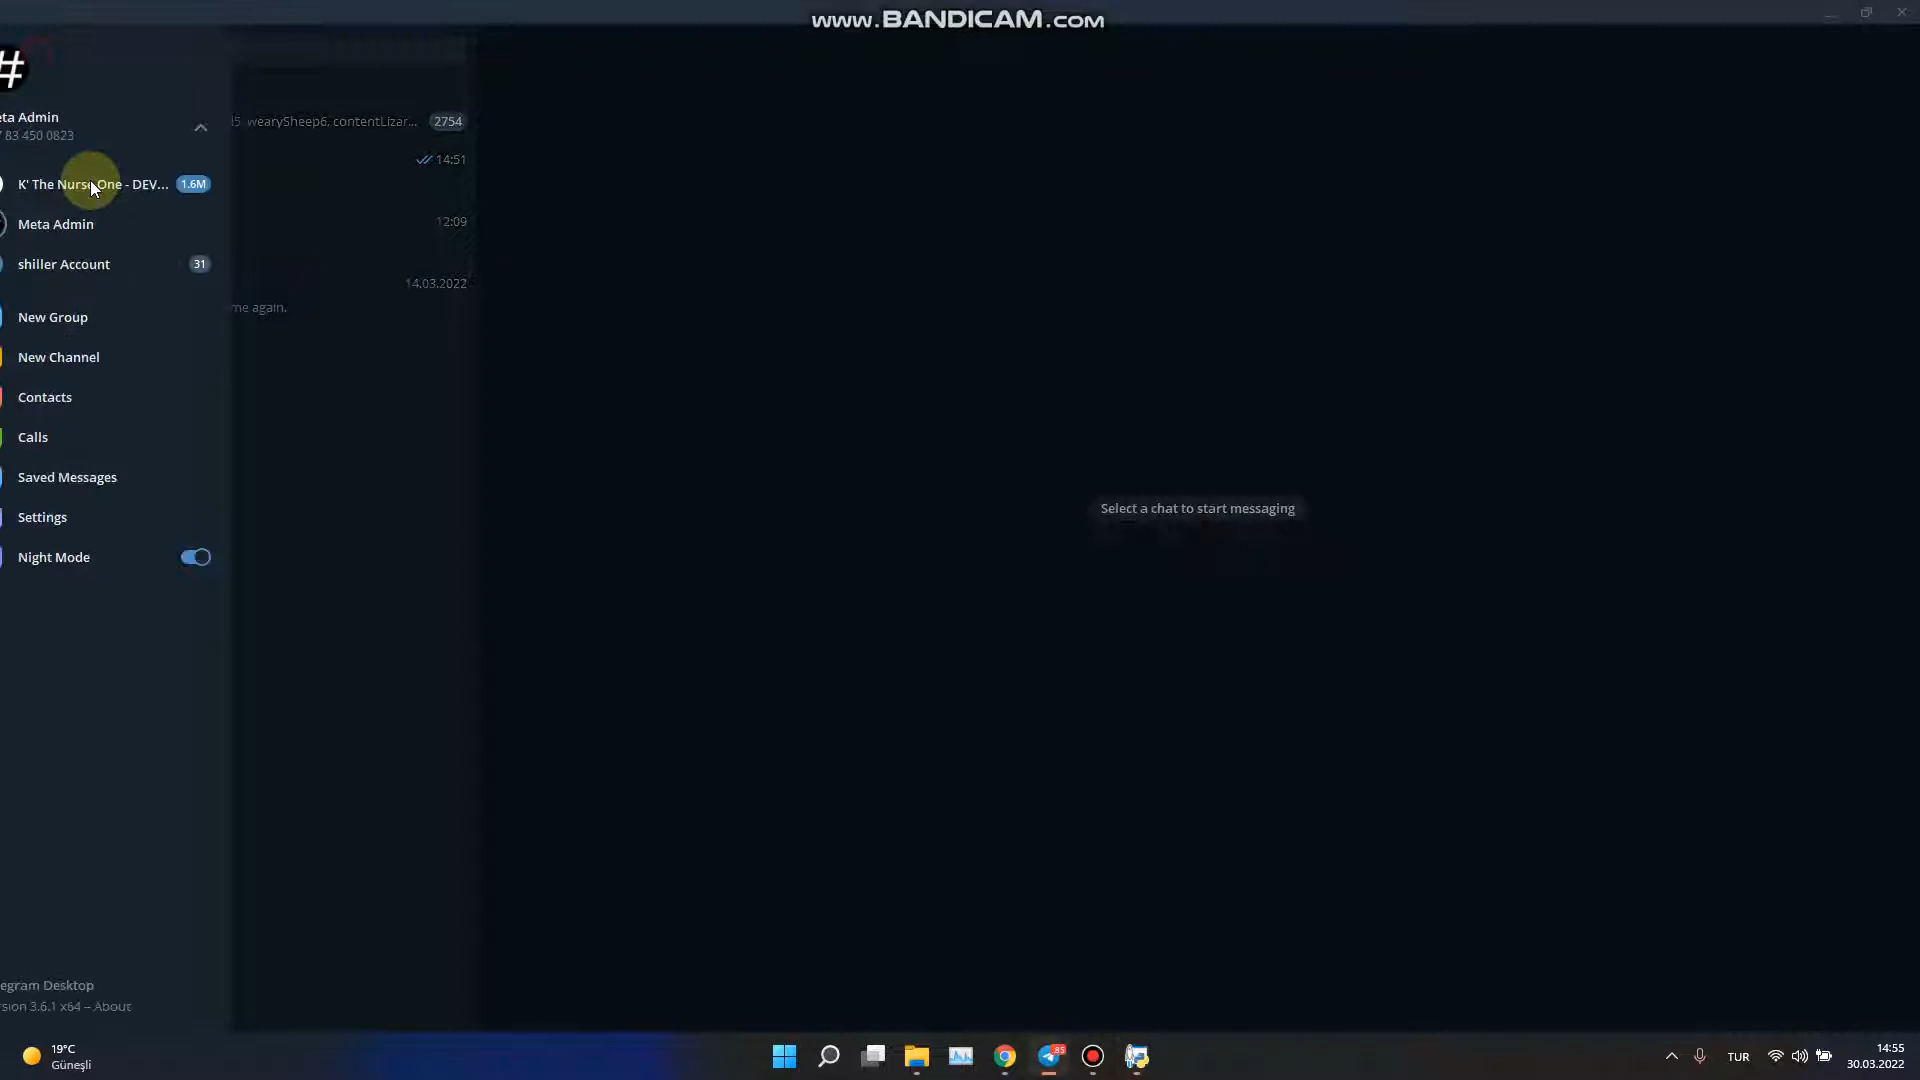 www.BANDICAM.com
#
eta Admin
83 450 0823
K' The Nurse One - DEV... 1.6M
Meta Admin
shiller Account 31
New Group
New Channel
Contacts
Calls
Saved Messages
Settings
Night Mode
egram Desktop
rsion 3.6.1 x64 – About
wearySheep6, contentLizar... 2754
14:51
12:09
14.03.2022
me again.
Select a chat to start messaging
19°C
Güneşli
85
TUR
14:55
30.03.2022